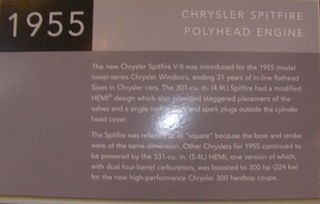 1955
CHRYSLER SPITFIRE
POLYHEAD ENGINE
The new Chrysler Spitfire V-8 was introduced for the 1955 model
lower-series Chrysler Windsors, ending 31 years of in-line flathead
Sixes in Chrysler cars. The 301-cu. in. (4.9L) Spitfire had a modified
HEMI® design which also provided staggered placement of the
valves and a single rocker shaft and spark plugs outside the cylinder
head cover.
The Spitfire was referred to as "square" because the bore and stroke
were of the same dimension. Other Chryslers for 1955 continued to
be powered by the 331-cu. in. (5.4L) HEMI, one version of which,
with dual four-barrel carburetors, was boosted to 300 hp (224 kw)
for the new high-performance Chrysler 300 hardtop coupe.